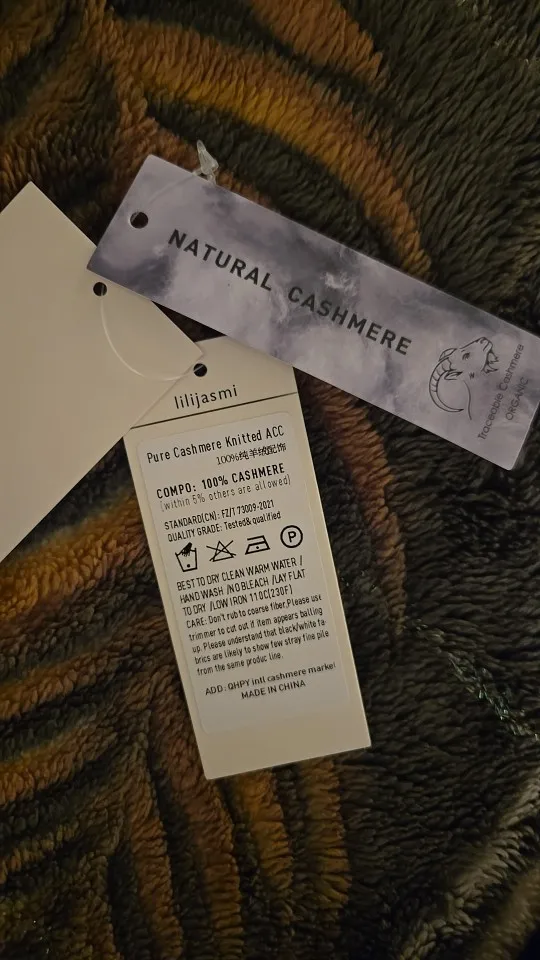 NATURAL CASHMERE
Traceable Cashmere
ORGANIC
lilijasmi
Pure Cashmere Knitted ACC
100%纯羊绒配饰
COMPO: 100% CASHMERE
(within 5% others are allowed)
STANDARD(CN): FZ/T 73009-2021
QUALITY GRADE: Tested& qualified
P
BEST TO DRY CLEAN WARM WATER /
HAND WASH /NO BLEACH /LAY FLAT
TO DRY /LOW IRON 110C(230F)
CARE: Don't rub to coarse fiber.Please use
trimmer to cut out if item appears balling
up. Please understand that black/white fa-
brics are likely to show few stray fine pile
from the same produc line.
ADD: QHPY intl cashmere market
MADE IN CHINA